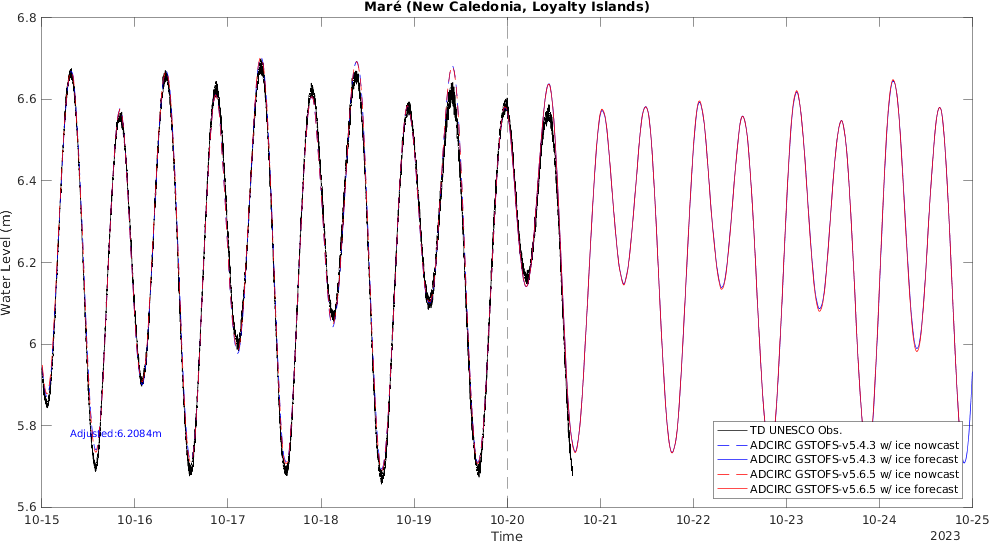 Maré (New Caledonia, Loyalty Islands)
6.8
6.6
6.4
6.2
6
5.8
5.6
Water Level (m)
Adjusted:6.2084m
TD UNESCO Obs.
ADCIRC GSTOFS-v5.4.3 w/ ice nowcast
ADCIRC GSTOFS-v5.4.3 w/ ice forecast
ADCIRC GSTOFS-v5.6.5 w/ ice nowcast
ADCIRC GSTOFS-v5.6.5 w/ ice forecast
10-15 10-16 10-17 10-18 10-19 10-20 10-21 10-22 10-23 10-24 10-25
Time
2023